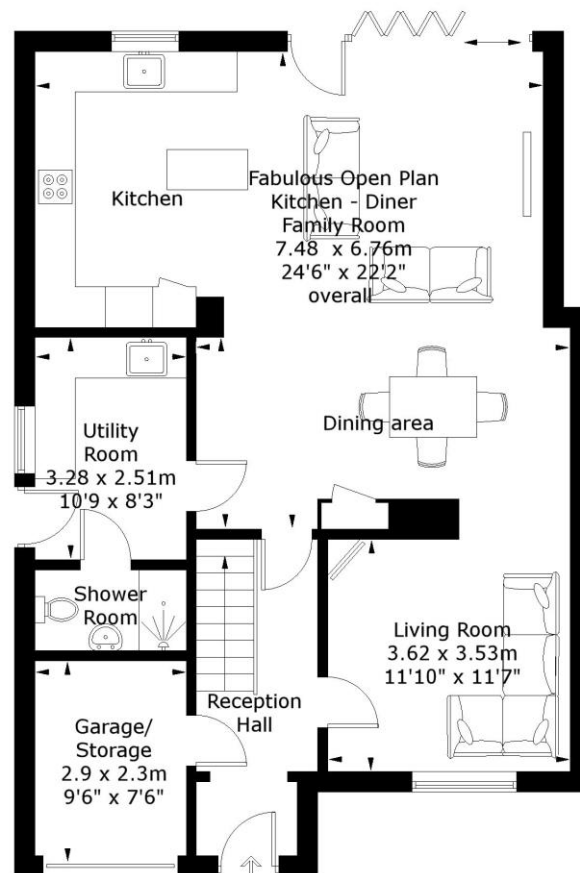 Kitchen
Fabulous Open Plan
Kitchen - Diner
Family Room
7.48 x 6.76m
24'6" x 22'2"
overall
Utility
Room
3.28 x 2.51m
10'9 x 8'3"
Dining area
Shower
Room
Living Room
3.62 x 3.53m
11'10" x 11'7"
Reception
Hall
Garage/
Storage
2.9 x 2.3m
9'6" x 7'6"